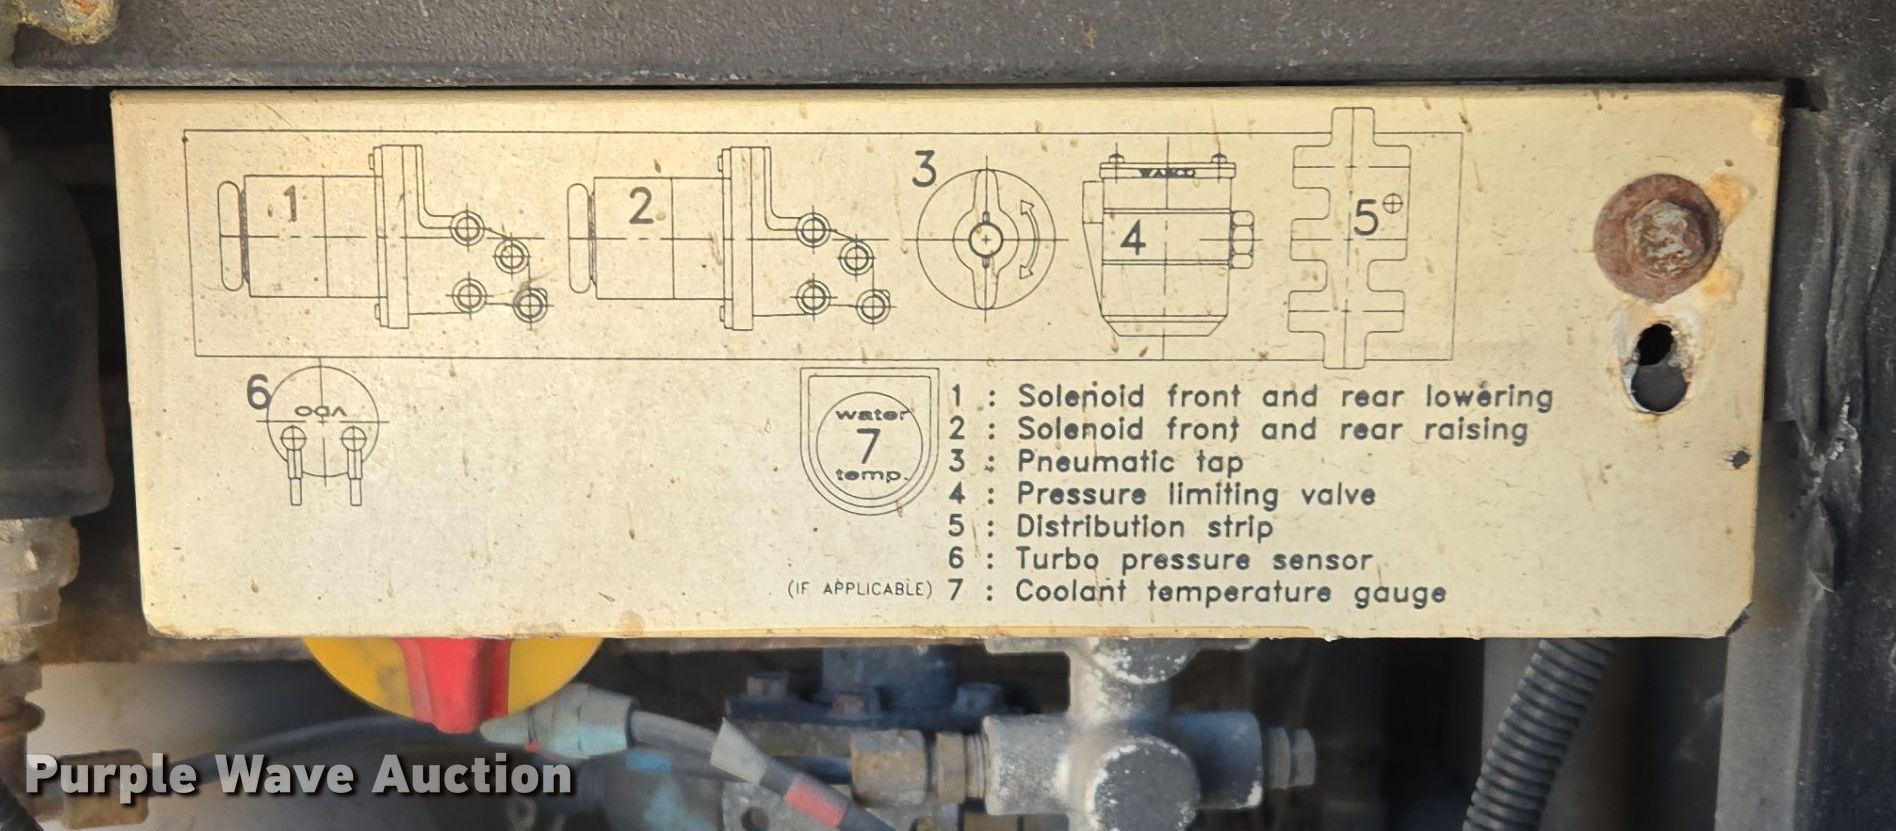 1
2
3
WABCO
4
5
6
VDO
water
7
temp.
1 : Solenoid front and rear lowering
2 : Solenoid front and rear raising
3 : Pneumatic tap
4 : Pressure limiting valve
5 : Distribution strip
6 : Turbo pressure sensor
(IF APPLICABLE) 7 : Coolant temperature gauge
Purple Wave Auction